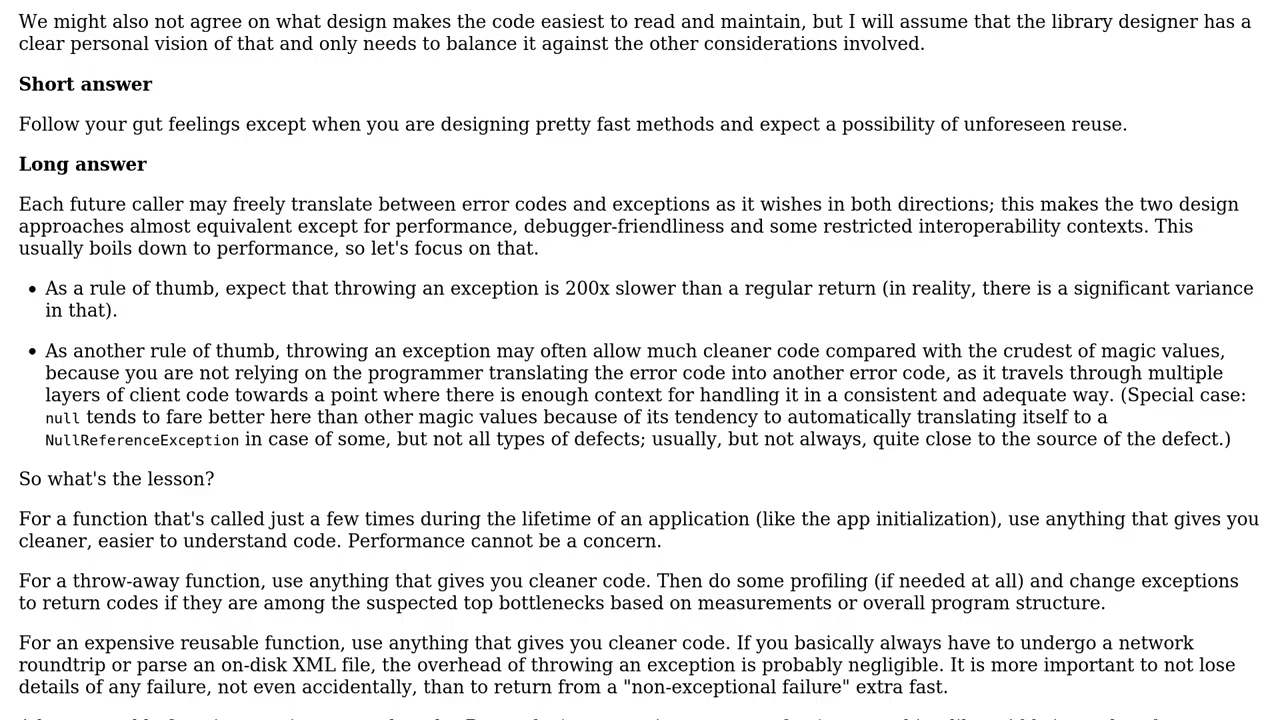 We might also not agree on what design makes the code easiest to read and maintain, but I will assume that the library designer has a
clear personal vision of that and only needs to balance it against the other considerations involved.
Short answer
Follow your gut feelings except when you are designing pretty fast methods and expect a possibility of unforeseen reuse.
Long answer
Each future caller may freely translate between error codes and exceptions as it wishes in both directions; this makes the two design
approaches almost equivalent except for performance, debugger-friendliness and some restricted interoperability contexts. This
usually boils down to performance, so let's focus on that.
• As a rule of thumb, expect that throwing an exception is 200x slower than a regular return (in reality, there is a significant variance
in that).
• As another rule of thumb, throwing an exception may often allow much cleaner code compared with the crudest of magic values,
because you are not relying on the programmer translating the error code into another error code, as it travels through multiple
layers of client code towards a point where there is enough context for handling it in a consistent and adequate way. (Special case:
null tends to fare better here than other magic values because of its tendency to automatically translating itself to a
NullReferenceException in case of some, but not all types of defects; usually, but not always, quite close to the source of the defect.)
So what's the lesson?
For a function that's called just a few times during the lifetime of an application (like the app initialization), use anything that gives you
cleaner, easier to understand code. Performance cannot be a concern.
For a throw-away function, use anything that gives you cleaner code. Then do some profiling (if needed at all) and change exceptions
to return codes if they are among the suspected top bottlenecks based on measurements or overall program structure.
For an expensive reusable function, use anything that gives you cleaner code. If you basically always have to undergo a network
roundtrip or parse an on-disk XML file, the overhead of throwing an exception is probably negligible. It is more important to not lose
details of any failure, not even accidentally, than to return from a "non-exceptional failure" extra fast.